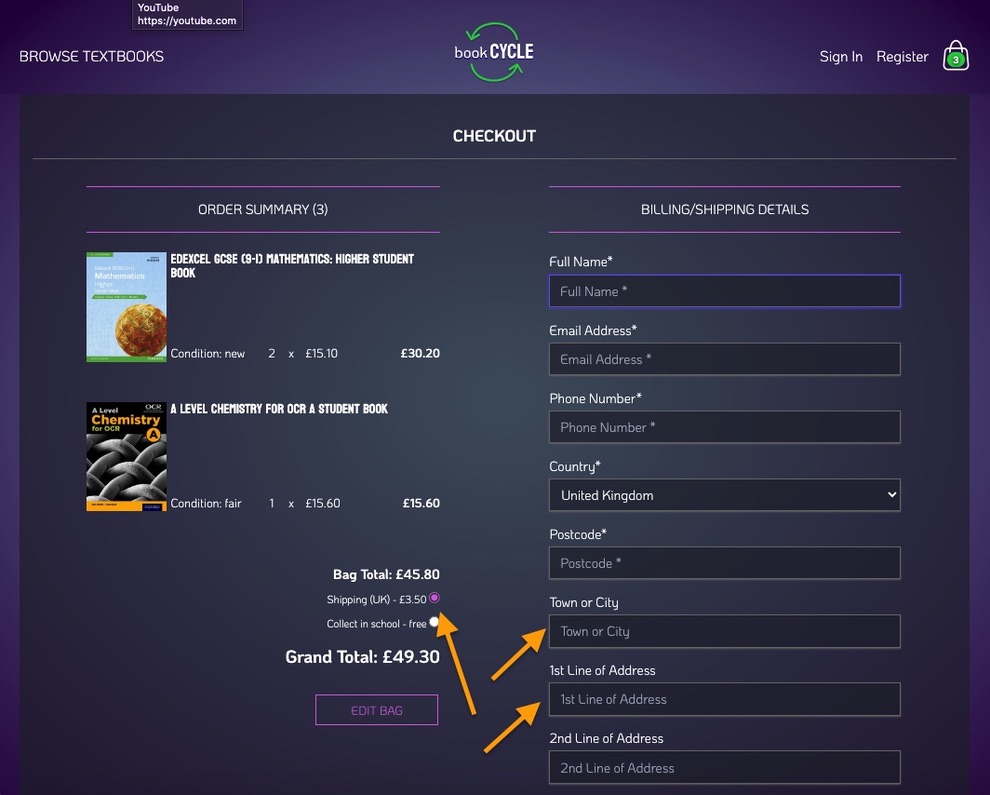 YouTube
https://youtube.com
BROWSE TEXTBOOKS
book CYCLE
Sign In Register 3
CHECKOUT
ORDER SUMMARY (3)
EDEXCEL GCSE (9-1) MATHEMATICS: HIGHER STUDENT
BOOK
Mathematics
Higher
Condition: new 2 x £15.10 £30.20
A LEVEL CHEMISTRY FOR OCR A STUDENT BOOK
A Level OCR
Chemistry
for OCR
A
Condition: fair 1 x £15.60 £15.60
Bag Total: £45.80
Shipping (UK) - £3.50
Collect in school - free
Grand Total: £49.30
EDIT BAG
BILLING/SHIPPING DETAILS
Full Name*
Full Name *
Email Address*
Email Address *
Phone Number*
Phone Number *
Country*
United Kingdom
Postcode*
Postcode *
Town or City
Town or City
1st Line of Address
1st Line of Address
2nd Line of Address
2nd Line of Address